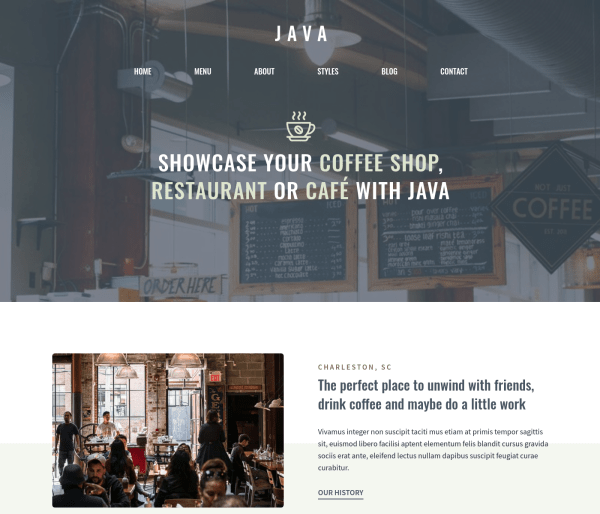 JAVA
HOME MENU ABOUT STYLES BLOG CONTACT
SHOWCASE YOUR COFFEE SHOP,
RESTAURANT OR CAFÉ WITH JAVA
NOT JUST
COFFEE
ORDER HERE!
CHARLESTON, SC
The perfect place to unwind with friends,
drink coffee and maybe do a little work
Vivamus integer non suscipit taciti mus etiam at primis tempor sagittis
sit, euismod libero facilisi aptent elementum felis blandit cursus gravida
sociis erat ante, eleifend lectus nullam dapibus suscipit feugiat curae
curabitur.
OUR HISTORY